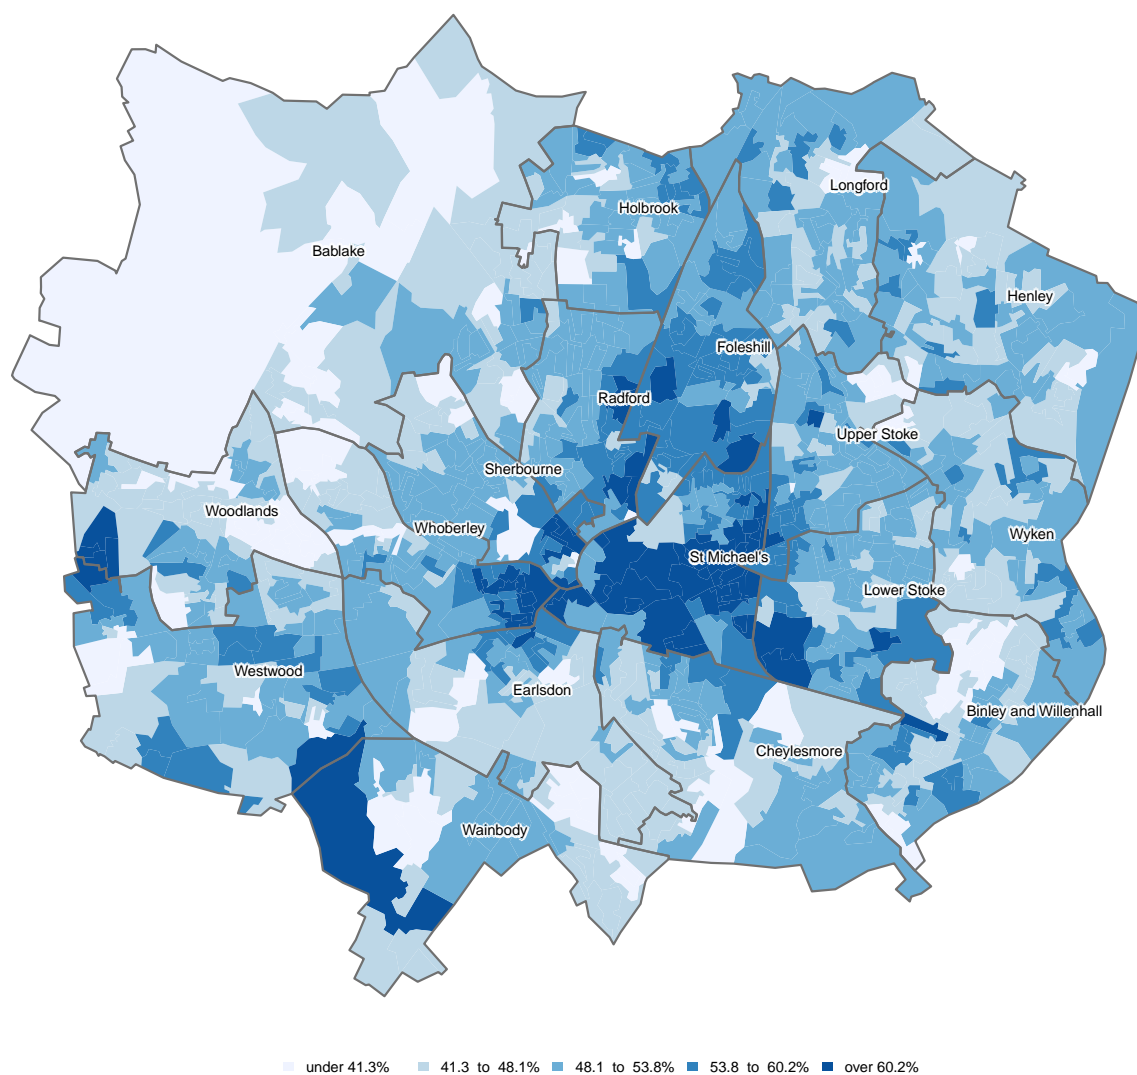 Longford
Holbrook
Bablake
Henley
Foleshill
Radford
Upper Stoke
Sherbourne
Woodlands
Whoberley
Wyken
St Michael's
Lower Stoke
Westwood
Earlsdon
Binley and Willenhall
Cheylesmore
Wainbody
under 41.3% 41.3 to 48.1% 48.1 to 53.8% 53.8 to 60.2% over 60.2%